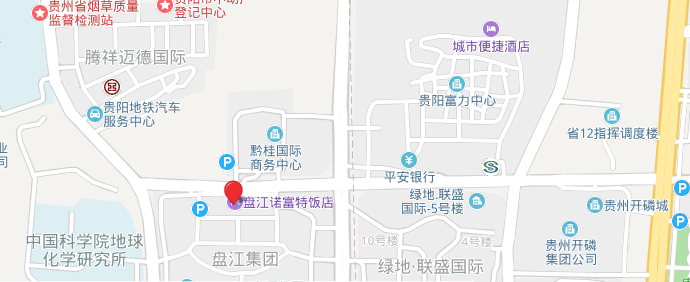 贵州省烟草质量
监督检测站
登记中心
腾祥迈德国际
城市便捷酒店
贵阳地铁汽车
服务中心
贵阳富力中心
省12指挥调度楼
业
司
黔桂国际
商务中心
P
¥
平安银行
S
P
盘江诺富特饭店
P
绿地·联盛
国际-5号楼
贵州开磷城
P
中国科学院地球
化学研究所
盘江集团
10号楼
4号楼
绿地·联盛国际
贵州开磷
集团公司